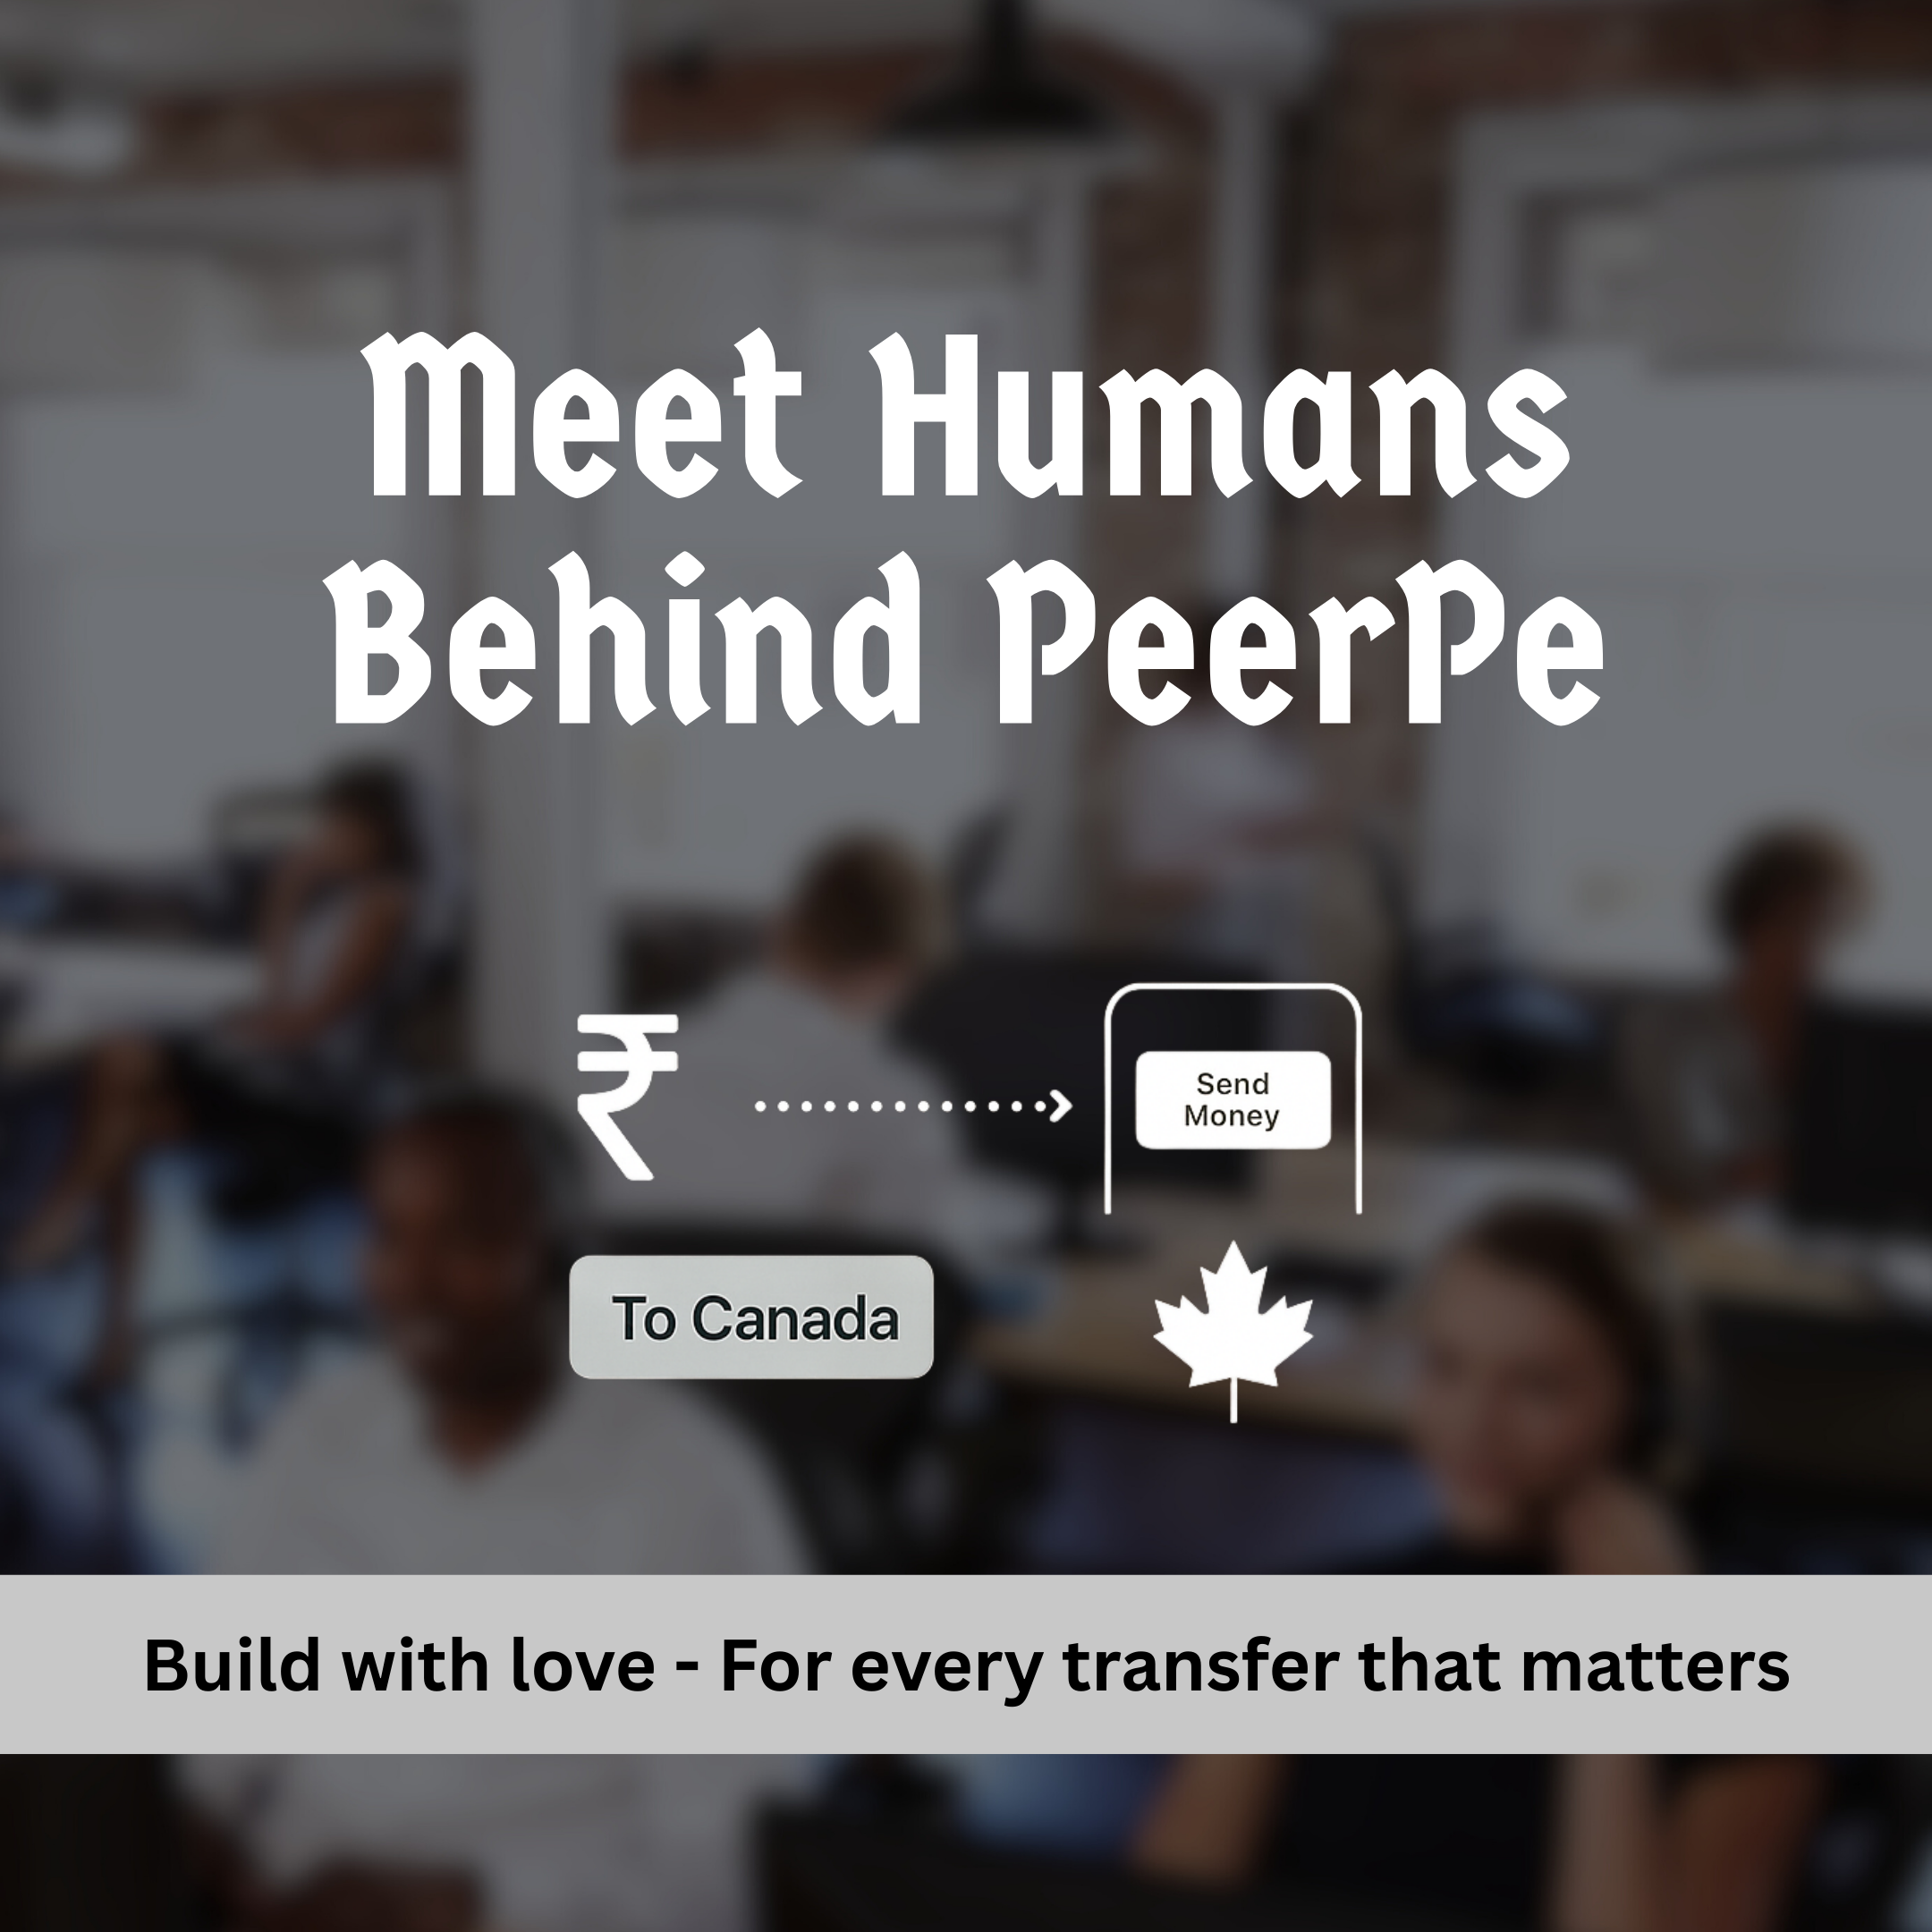 Meet Humans
Behind PeerPe
₹
Send
Money
To Canada
Build with love - For every transfer that matters